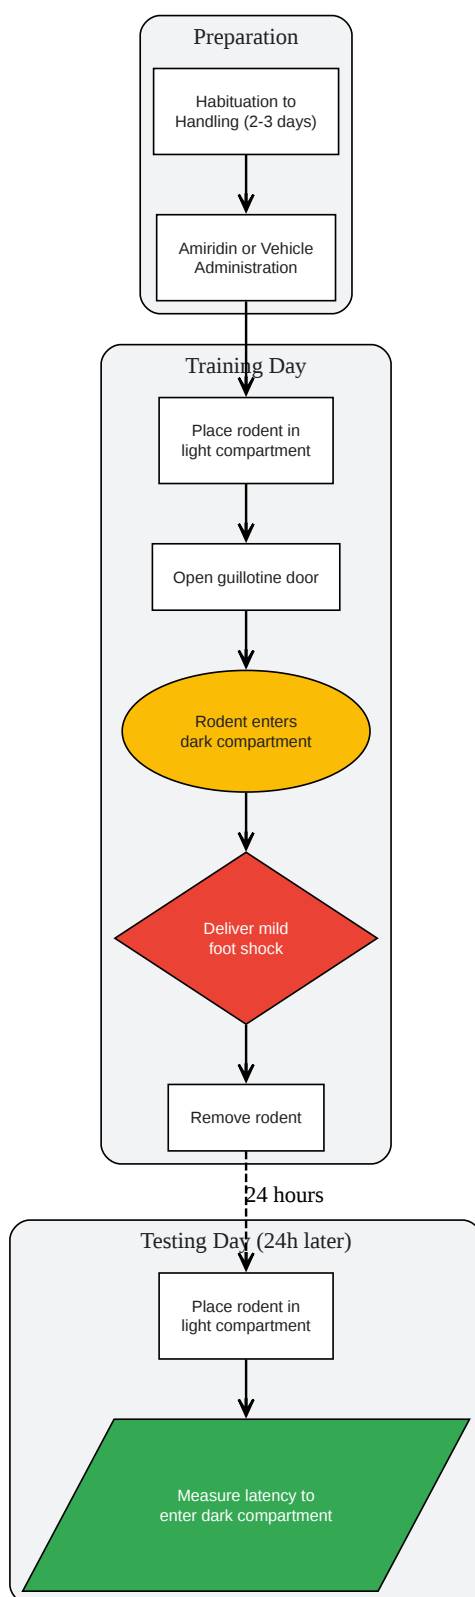 Preparation
Habituation to
Handling (2-3 days)
Amiridin or Vehicle
Administration
Training Day
Place rodent in
light compartment
Open guillotine door
Rodent enters
dark compartment
Deliver mild
foot shock
Remove rodent
24 hours
Testing Day (24h later)
Place rodent in
light compartment
Measure latency to
enter dark compartment